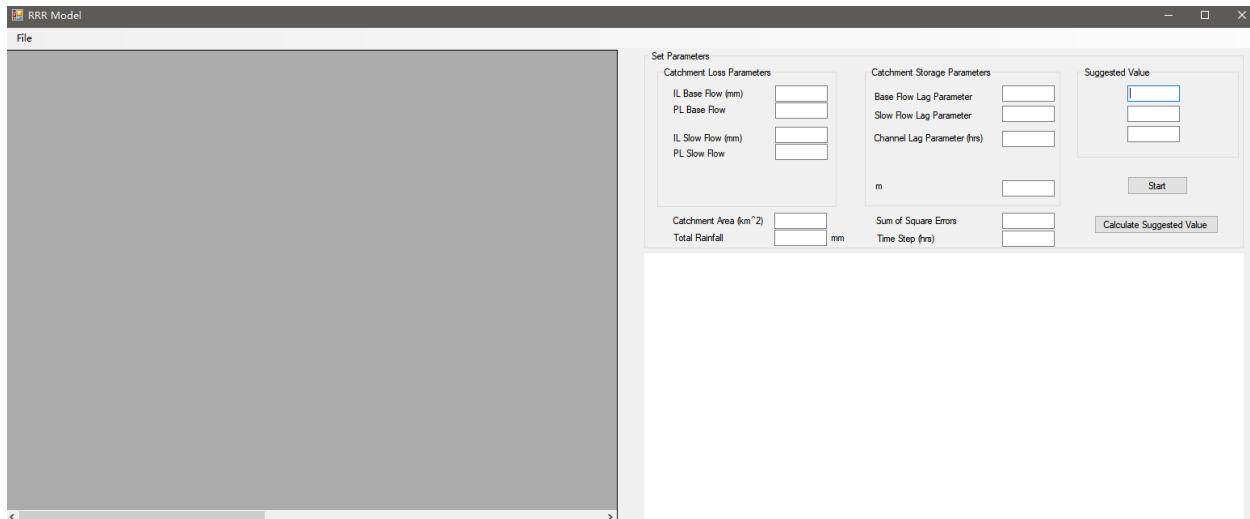 RRR Model
File
Set Parameters
Catchment Loss Parameters
IL Base Flow (mm)
PL Base Flow
IL Slow Flow (mm)
PL Slow Flow
Catchment Storage Parameters
Base Flow Lag Parameter
Slow Flow Lag Parameter
Channel Lag Parameter (hrs)
m
Suggested Value
Start
Catchment Area (km^2)
Total Rainfall mm
Sum of Square Errors
Time Step (hrs)
Calculate Suggested Value